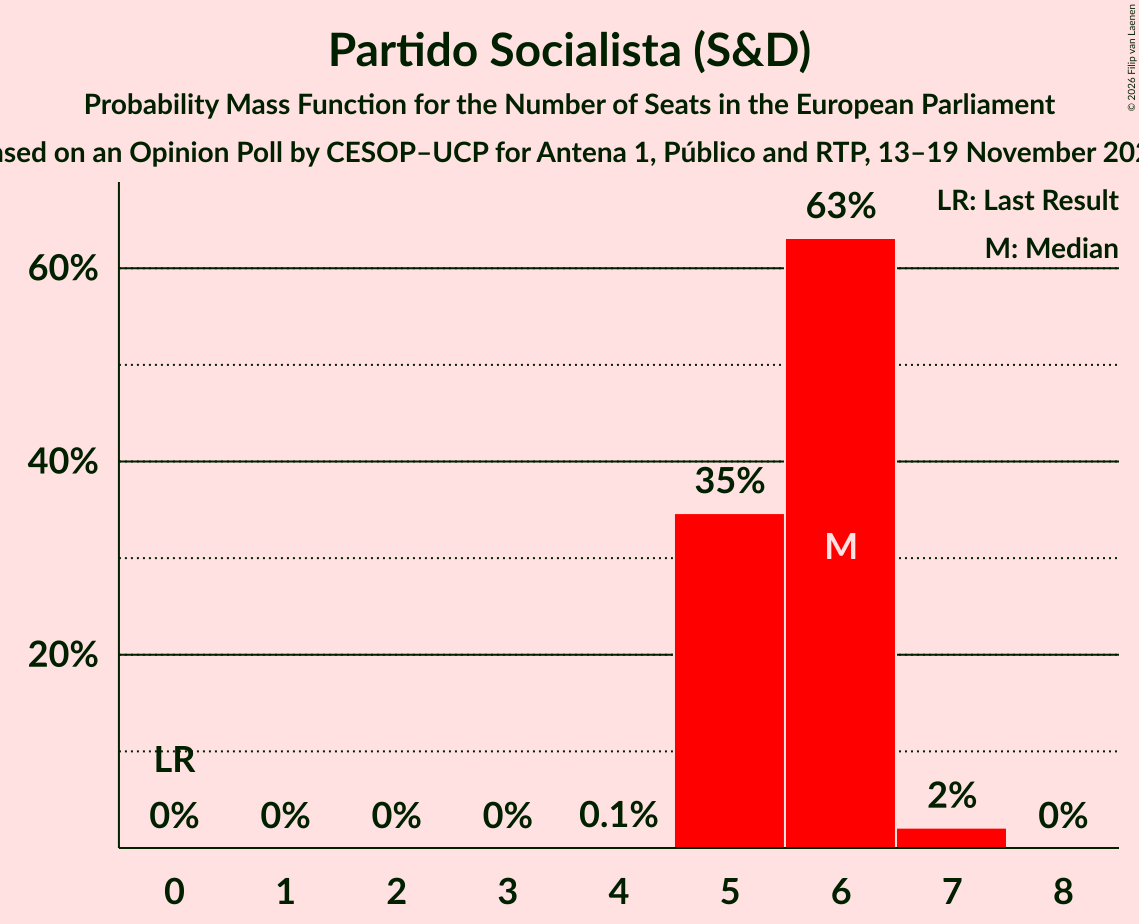 Partido Socialista (S&D)
Probability Mass Function for the Number of Seats in the European Parliament
on an Opinion Poll by CESOP–UCP for Antena 1, Público and RTP, 13–19 November
© 2026 Filip van Laenen
LR: Last Result
M: Median
63%
60%
40%
35%
M
20%
LR
0% 0% 0% 0% 0.1% 2% 0%
0 1 2 3 4 5 6 7 8